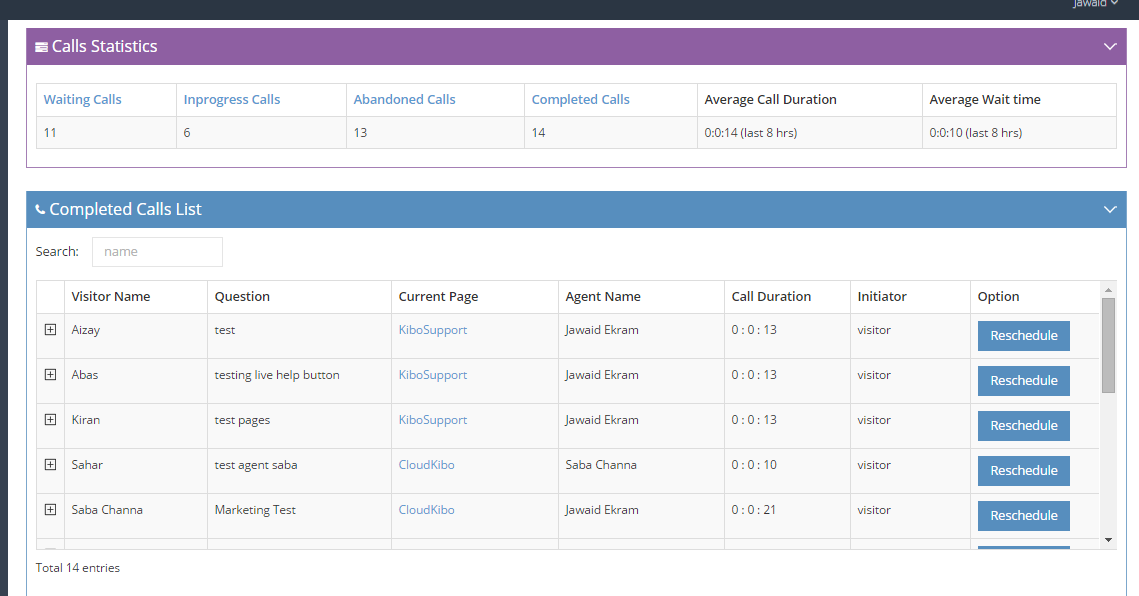 Jawaid
Calls Statistics
Waiting Calls Inprogress Calls Abandoned Calls Completed Calls Average Call Duration Average Wait time
11 6 13 14 0:0:14 (last 8 hrs) 0:0:10 (last 8 hrs)
Completed Calls List
Search: name
Visitor Name Question Current Page Agent Name Call Duration Initiator Option
Aizay test KiboSupport Jawaid Ekram 0 : 0 : 13 visitor Reschedule
Abas testing live help button KiboSupport Jawaid Ekram 0 : 0 : 13 visitor Reschedule
Kiran test pages KiboSupport Jawaid Ekram 0 : 0 : 13 visitor Reschedule
Sahar test agent saba CloudKibo Saba Channa 0 : 0 : 10 visitor Reschedule
Saba Channa Marketing Test CloudKibo Jawaid Ekram 0 : 0 : 21 visitor Reschedule
Total 14 entries